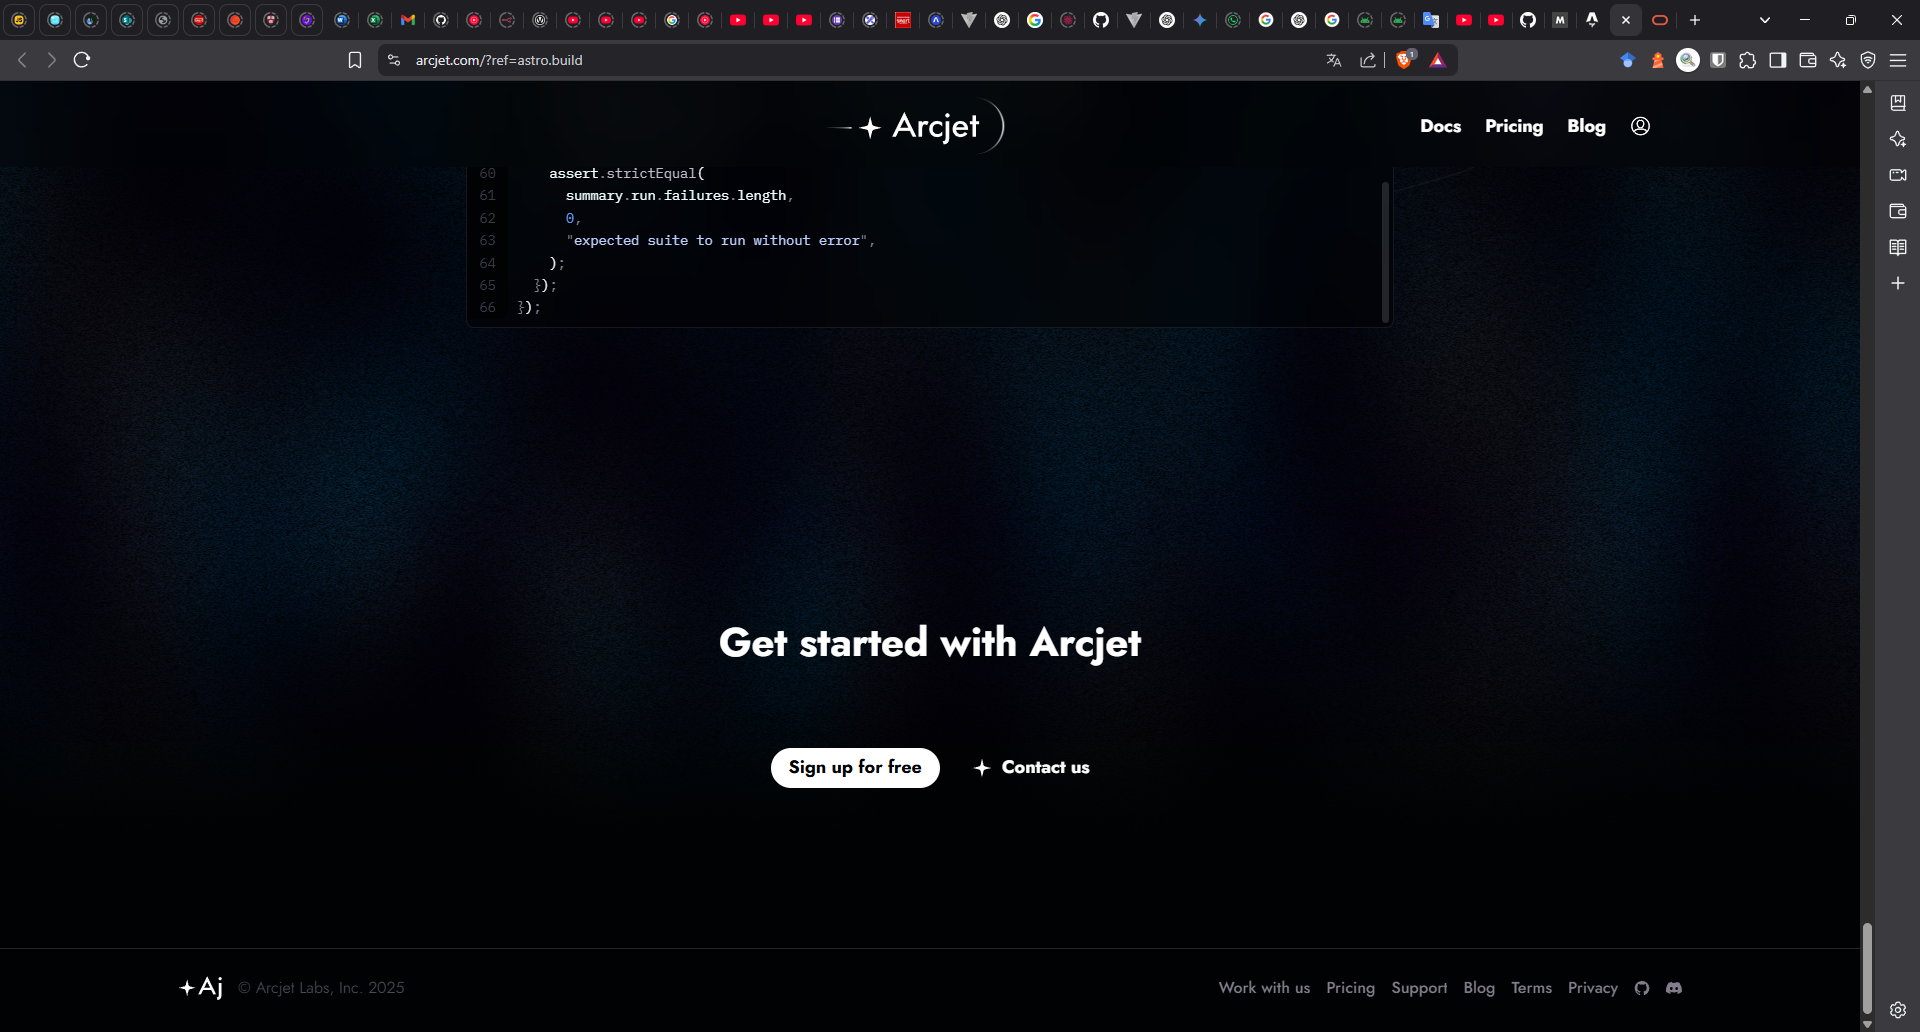 arcjet.com/?ref=astro.build
1
Arcjet
Docs
Pricing
Blog
60 assert.strictEqual(
61 summary.run.failures.length,
62 0,
63 "expected suite to run without error",
64 );
65 });
66 });
Get started with Arcjet
Sign up for free
Contact us
Aj
© Arcjet Labs, Inc. 2025
Work with us
Pricing
Support
Blog
Terms
Privacy